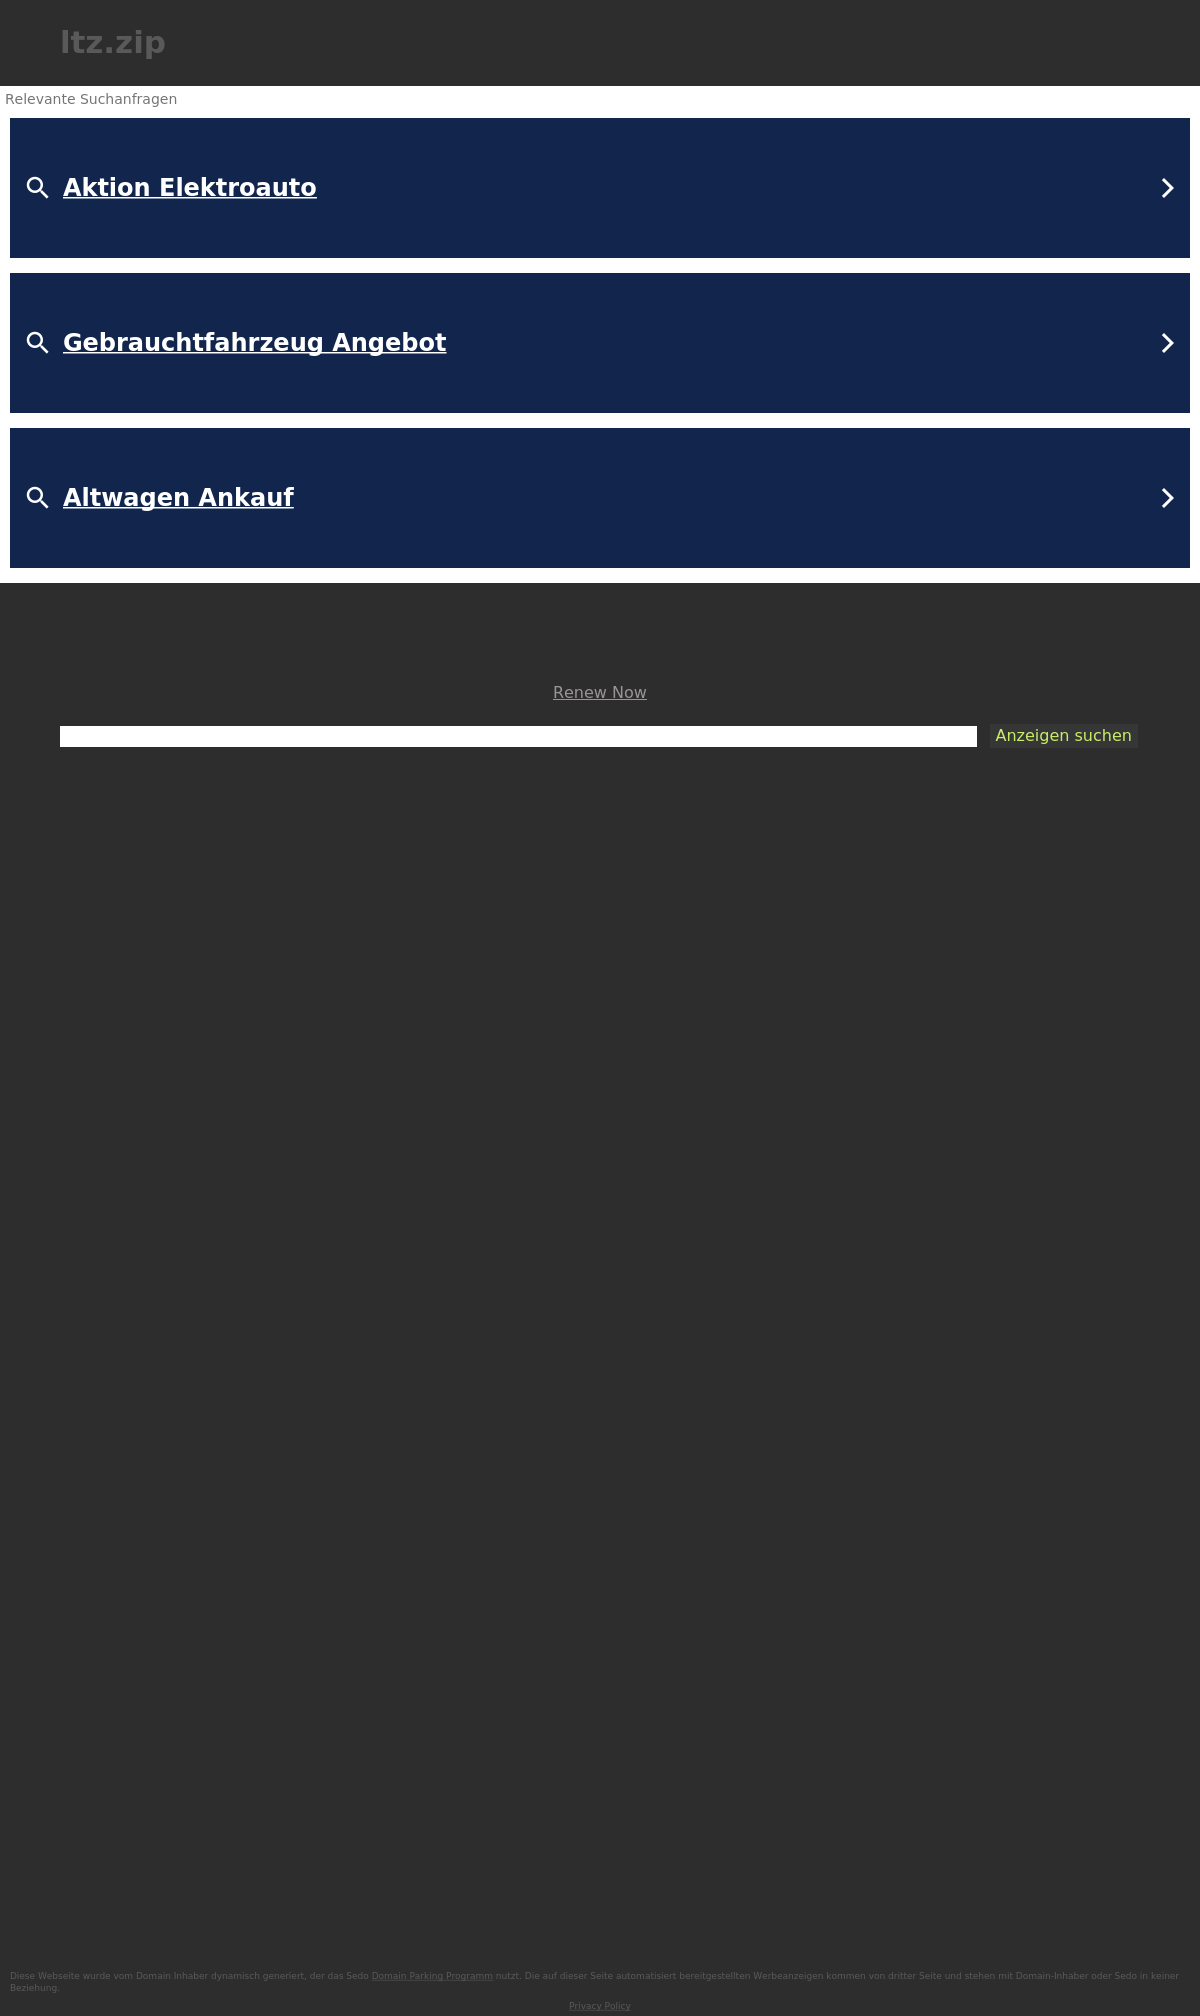 ltz.zip
Relevante Suchanfragen
Aktion Elektroauto
Gebrauchtfahrzeug Angebot
Altwagen Ankauf
Renew Now
Anzeigen suchen
Diese Webseite wurde vom Domain Inhaber dynamisch generiert, der das Sedo Domain Parking Programm nutzt. Die auf dieser Seite automatisiert bereitgestellten Werbeanzeigen kommen von dritter Seite und stehen mit Domain-Inhaber oder Sedo in keiner
Beziehung.
Privacy Policy